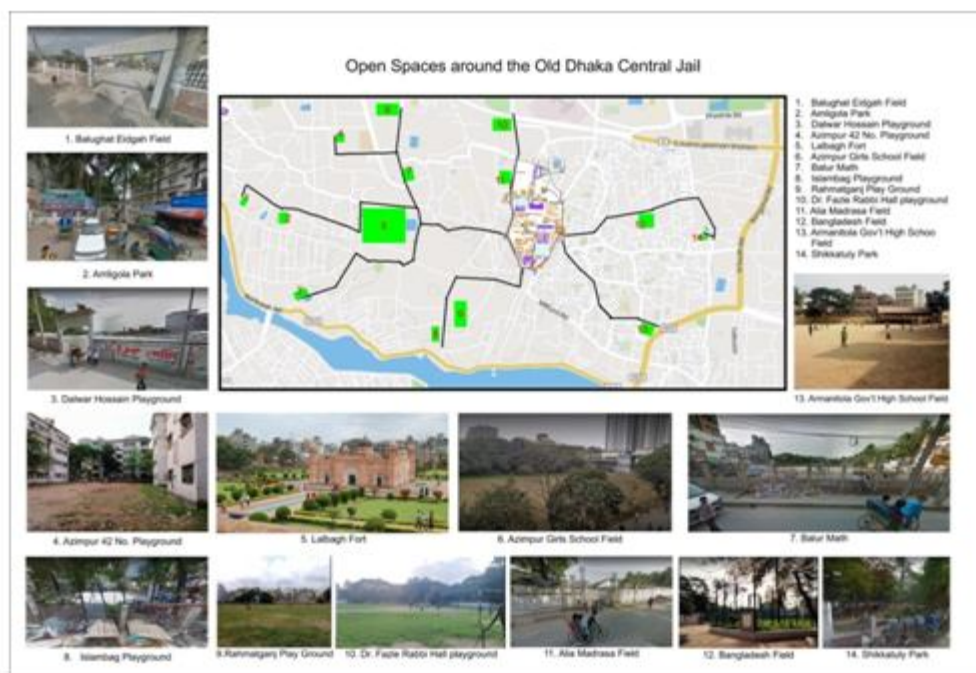 Open Spaces around the Old Dhaka Central Jail
1. Balughat Eidgah Field
2. Amligola Park
3. Dalwar Hossain Playground
4. Azimpur 42 No. Playground
5. Lalbagh Fort
6. Azimpur Girls School Field
7. Balur Math
8. Islambag Playground
9. Rahmatganj Play Ground
10. Dr. Fazle Rabbi Hall playground
11. Alia Madrasa Field
12. Bangladesh Field
13. Armanitola Gov't High Schoo
Field
14. Shikkatuly Park
1. Balughat Eidgah Field
2. Amligola Park
3. Dalwar Hossain Playground
13. Armanitola Gov't High School Field
4. Azimpur 42 No. Playground
5. Lalbagh Fort
6. Azimpur Girls School Field
7. Balur Math
8. Islambag Playground
9.Rahmatganj Play Ground
10. Dr. Fazle Rabbi Hall playground
11. Alia Madrasa Field
12. Bangladesh Field
14. Shikkatuly Park